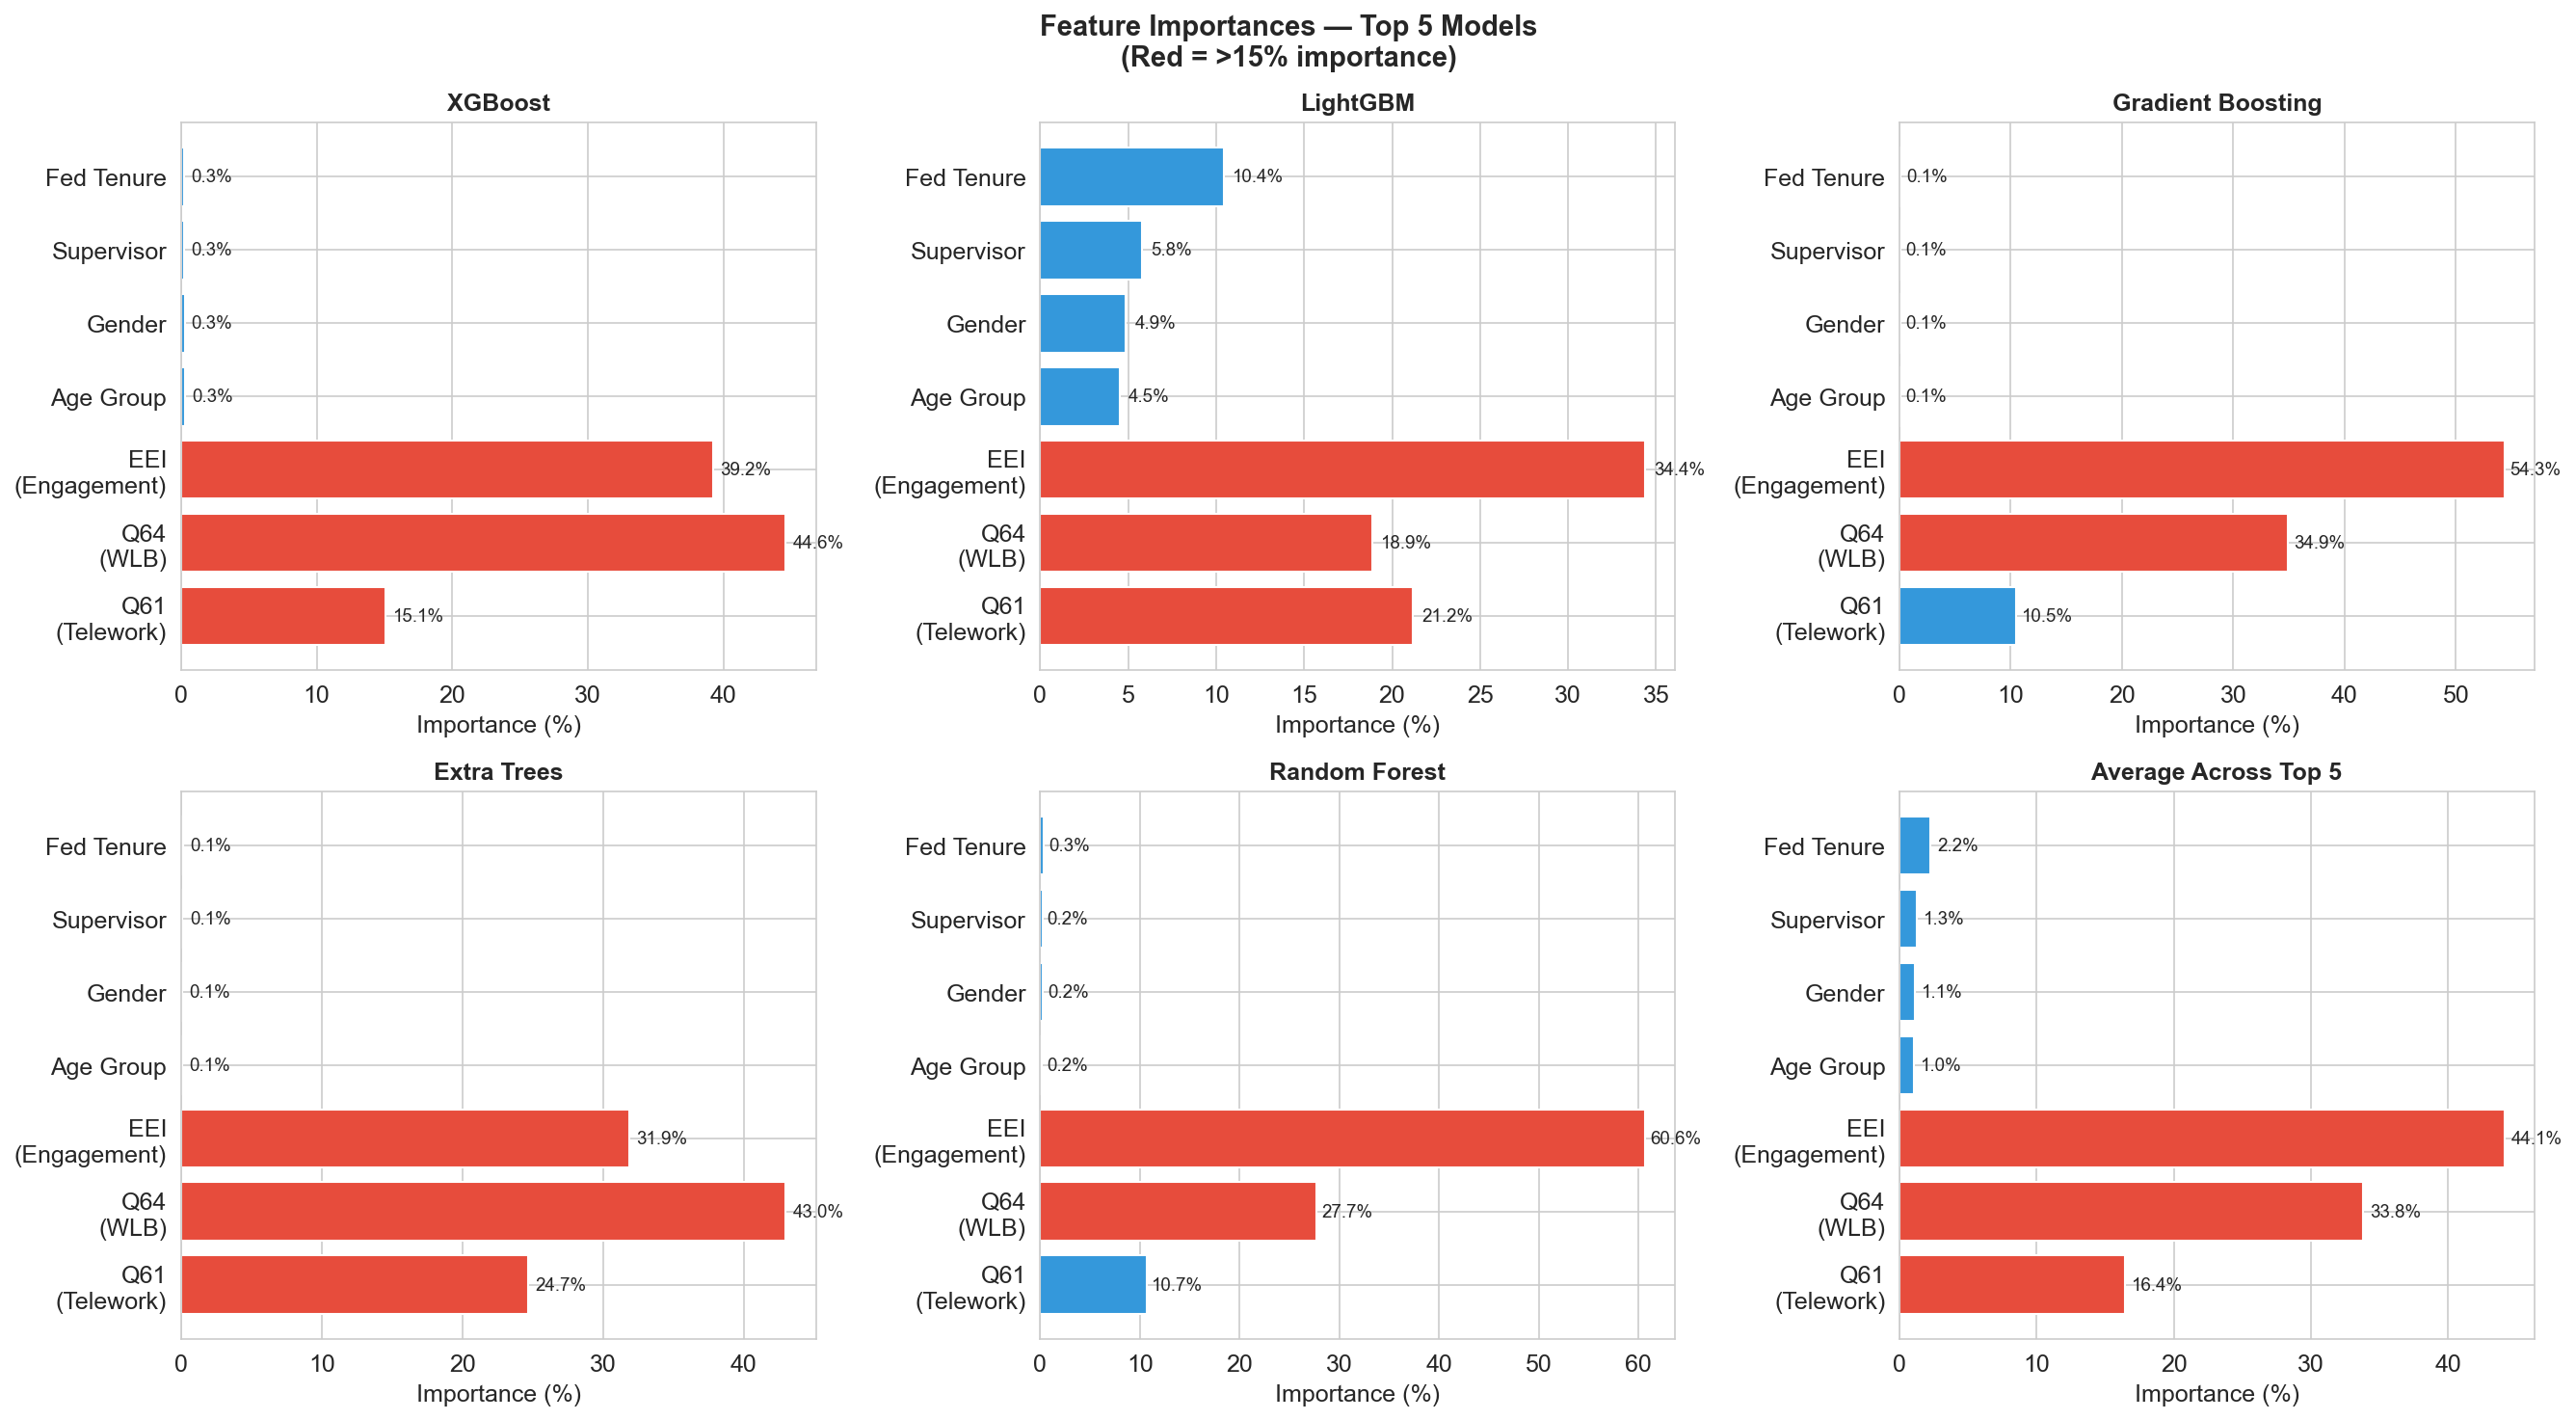 Feature Importances — Top 5 Models
(Red = >15% importance)
XGBoost
Fed Tenure
0.3%
Supervisor
0.3%
Gender
0.3%
Age Group
0.3%
EEI
(Engagement)
39.2%
Q64
(WLB)
44.6%
Q61
(Telework)
15.1%
0 10 20 30 40
Importance (%)
LightGBM
Fed Tenure
10.4%
Supervisor
5.8%
Gender
4.9%
Age Group
4.5%
EEI
(Engagement)
34.4%
Q64
(WLB)
18.9%
Q61
(Telework)
21.2%
0 5 10 15 20 25 30 35
Importance (%)
Gradient Boosting
Fed Tenure
0.1%
Supervisor
0.1%
Gender
0.1%
Age Group
0.1%
EEI
(Engagement)
54.3%
Q64
(WLB)
34.9%
Q61
(Telework)
10.5%
0 10 20 30 40 50
Importance (%)
Extra Trees
Fed Tenure
0.1%
Supervisor
0.1%
Gender
0.1%
Age Group
0.1%
EEI
(Engagement)
31.9%
Q64
(WLB)
43.0%
Q61
(Telework)
24.7%
0 10 20 30 40
Importance (%)
Random Forest
Fed Tenure
0.3%
Supervisor
0.2%
Gender
0.2%
Age Group
0.2%
EEI
(Engagement)
60.6%
Q64
(WLB)
27.7%
Q61
(Telework)
10.7%
0 10 20 30 40 50 60
Importance (%)
Average Across Top 5
Fed Tenure
2.2%
Supervisor
1.3%
Gender
1.1%
Age Group
1.0%
EEI
(Engagement)
44.1%
Q64
(WLB)
33.8%
Q61
(Telework)
16.4%
0 10 20 30 40
Importance (%)